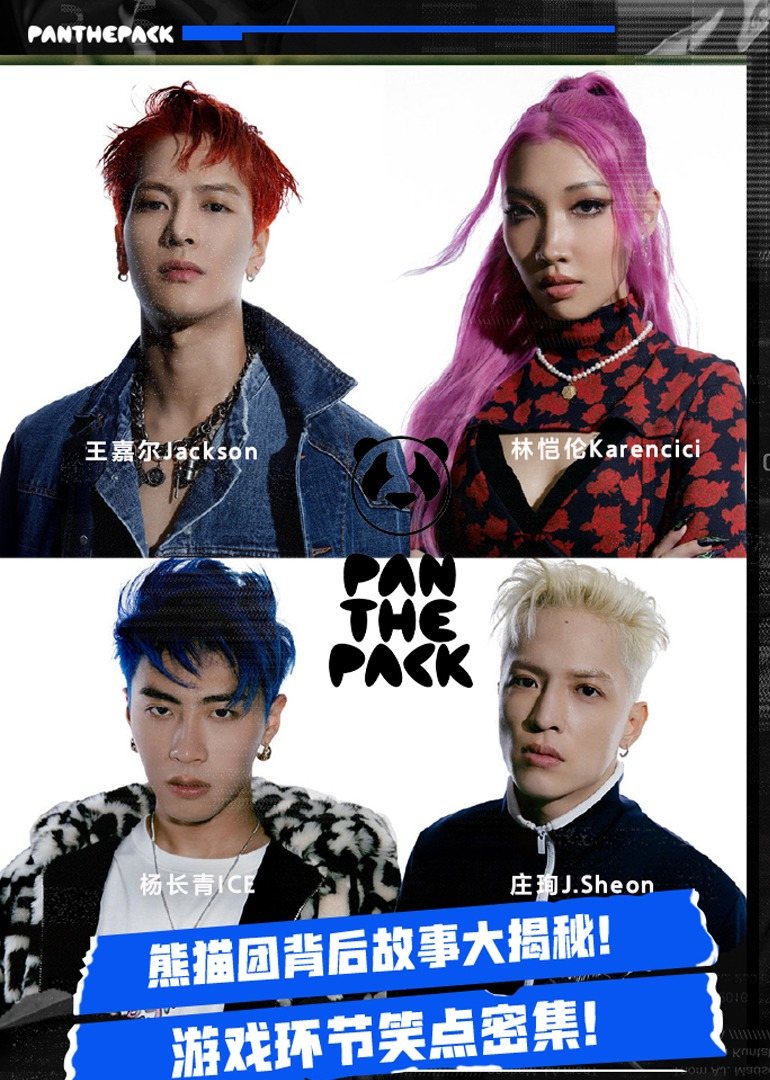 PANTHEPACK
王嘉尔Jackson
林恺伦Karencici
PAN
THE
PACK
杨长青ICE
庄珣J.Sheon
熊猫团背后故事大揭秘!
游戏环节笑点密集!